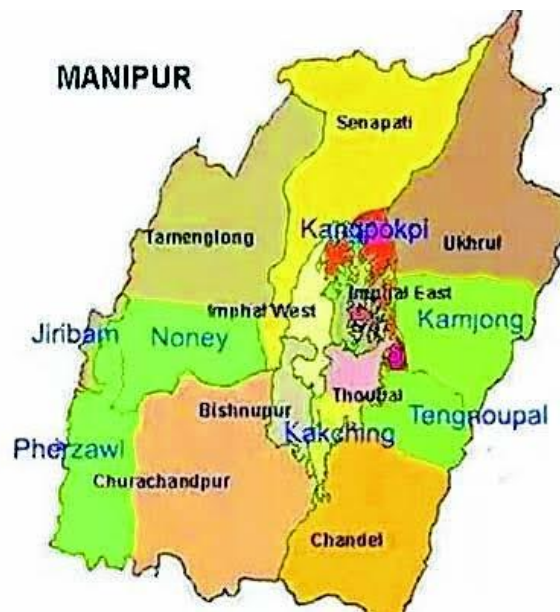 MANIPUR
Senapati
Kangpokpi
Tamenglong
Ukhrul
Imphal East
Imphal West
Kamjong
Jiribam
Noney
Thoubal
Bishnupur
Tengnoupal
Kakching
Pherzawl
Churachandpur
Chandel